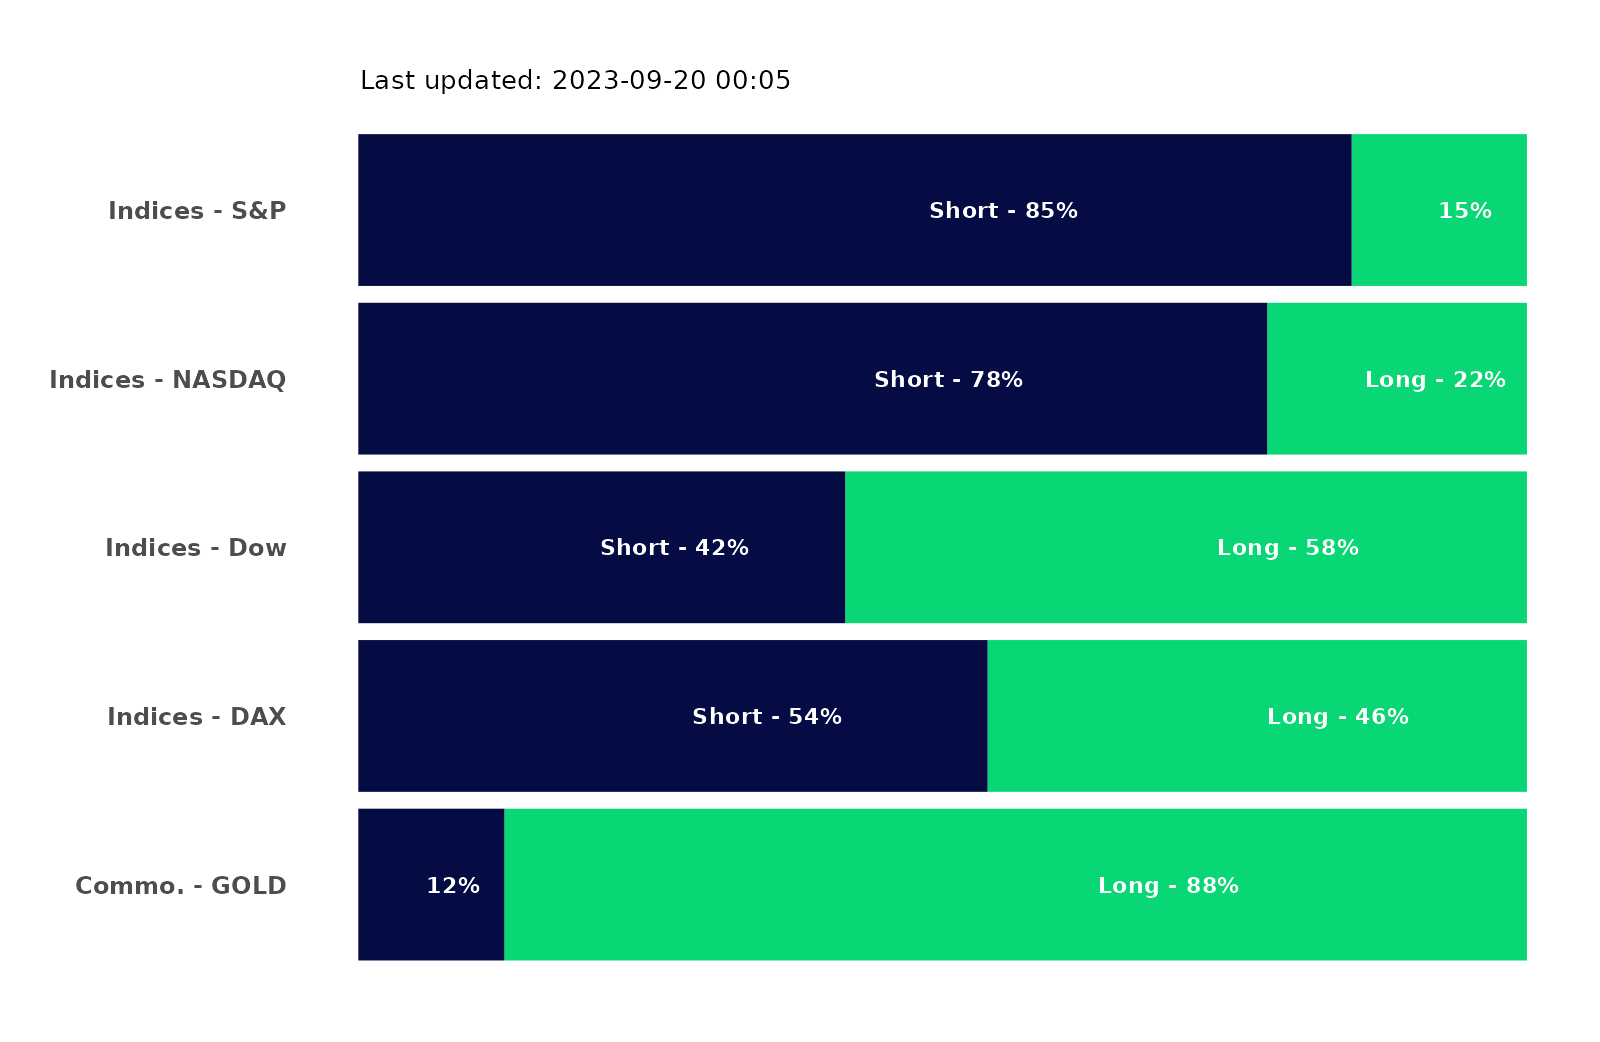 Last updated: 2023-09-20 00:05
Indices - S&P Short - 85% 15%
Indices - NASDAQ Short - 78% Long - 22%
Indices - Dow Short - 42% Long - 58%
Indices - DAX Short - 54% Long - 46%
Commo. - GOLD 12% Long - 88%